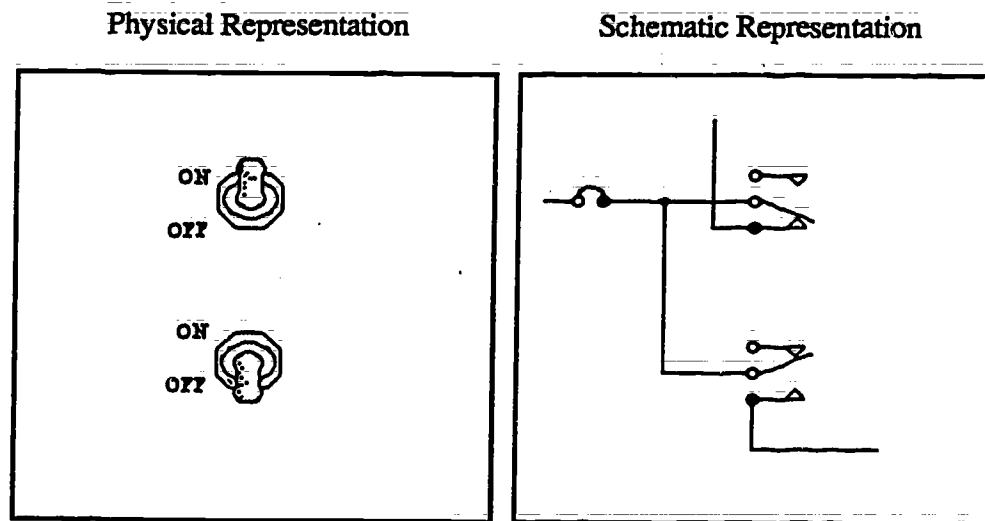 Physical Representation
Schematic Representation
ON
OFF
ON
OFF